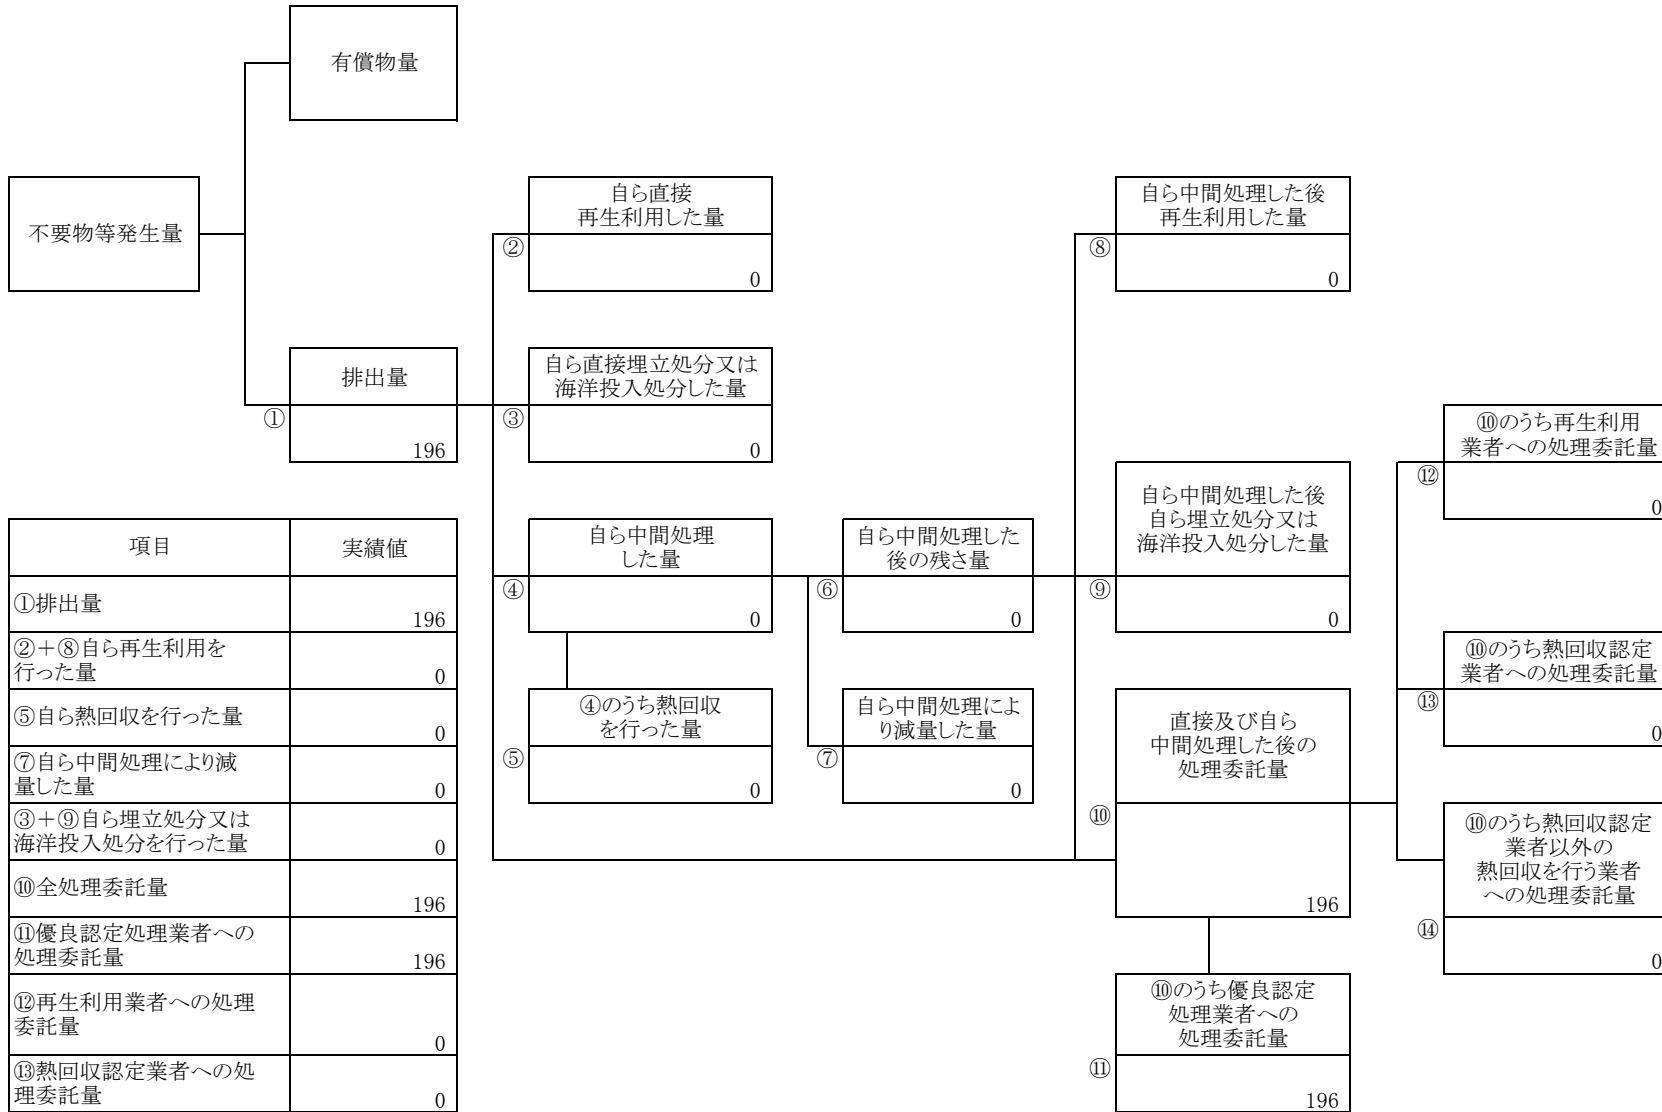 有償物量
不要物等発生量
排出量
①
196
自ら直接
再生利用した量
②
0
自ら直接埋立処分又は
海洋投入処分した量
③
0
自ら中間処理
した量
④
0
④のうち熱回収
を行った量
⑤
0
自ら中間処理した
後の残さ量
⑥
0
自ら中間処理によ
り減量した量
⑦
0
自ら中間処理した後
再生利用した量
⑧
0
自ら中間処理した後
自ら埋立処分又は
海洋投入処分した量
⑨
0
直接及び自ら
中間処理した後の
処理委託量
⑩
196
⑩のうち優良認定
処理業者への
処理委託量
⑪
196
⑩のうち再生利用
業者への処理委託量
⑫
0
⑩のうち熱回収認定
業者への処理委託量
⑬
0
⑩のうち熱回収認定
業者以外の
熱回収を行う業者
への処理委託量
⑭
0
項目 実績値
①排出量
196
②+⑧自ら再生利用を
行った量
0
⑤自ら熱回収を行った量
0
⑦自ら中間処理により減
量した量
0
③+⑨自ら埋立処分又は
海洋投入処分を行った量
0
⑩全処理委託量
196
⑪優良認定処理業者への
処理委託量
196
⑫再生利用業者への処理
委託量
0
⑬熱回収認定業者への処
理委託量
0